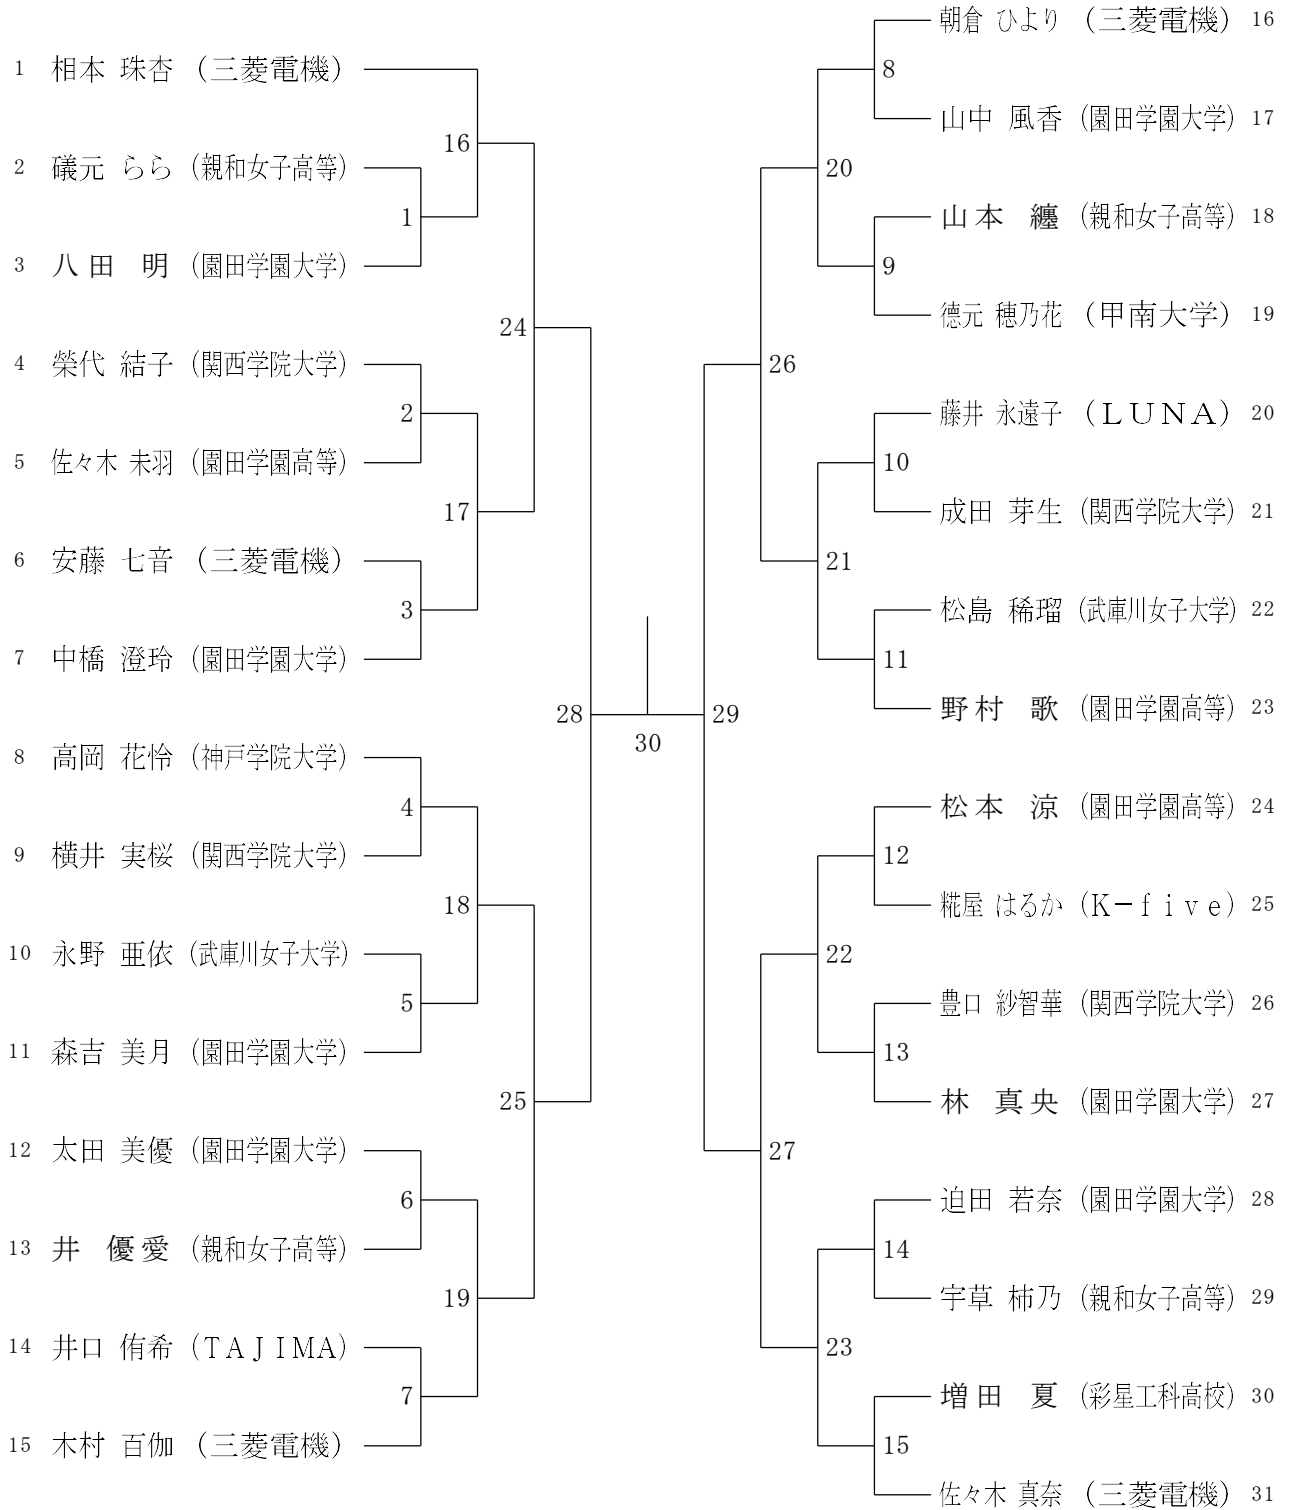 1 相本 珠杏 （三菱電機）
16
2 礒元 らら （親和女子高等）
1
3 八田 明 （園田学園大学）
24
4 榮代 結子 （関西学院大学）
2
5 佐々木 未羽 （園田学園高等）
17
6 安藤 七音 （三菱電機）
3
7 中橋 澄玲 （園田学園大学）
28
8 高岡 花怜 （神戸学院大学）
4
9 横井 実桜 （関西学院大学）
18
10 永野 亜依 （武庫川女子大学）
5
11 森吉 美月 （園田学園大学）
25
12 太田 美優 （園田学園大学）
6
13 井 優愛 （親和女子高等）
19
14 井口 侑希 （ＴＡＪＩＭＡ）
7
15 木村 百伽 （三菱電機）
30
朝倉 ひより （三菱電機） 16
8
山中 風香 （園田学園大学） 17
20
山本 纏 （親和女子高等） 18
9
德元 穂乃花 （甲南大学） 19
26
藤井 永遠子 （ＬＵＮＡ） 20
10
成田 芽生 （関西学院大学） 21
21
松島 稀瑠 （武庫川女子大学） 22
11
野村 歌 （園田学園高等） 23
29
松本 涼 （園田学園高等） 24
12
糀屋 はるか （Ｋ－ｆｉｖｅ） 25
22
豊口 紗智華 （関西学院大学） 26
13
林 真央 （園田学園大学） 27
27
迫田 若奈 （園田学園大学） 28
14
宇草 柿乃 （親和女子高等） 29
23
増田 夏 （彩星工科高校） 30
15
佐々木 真奈 （三菱電機） 31